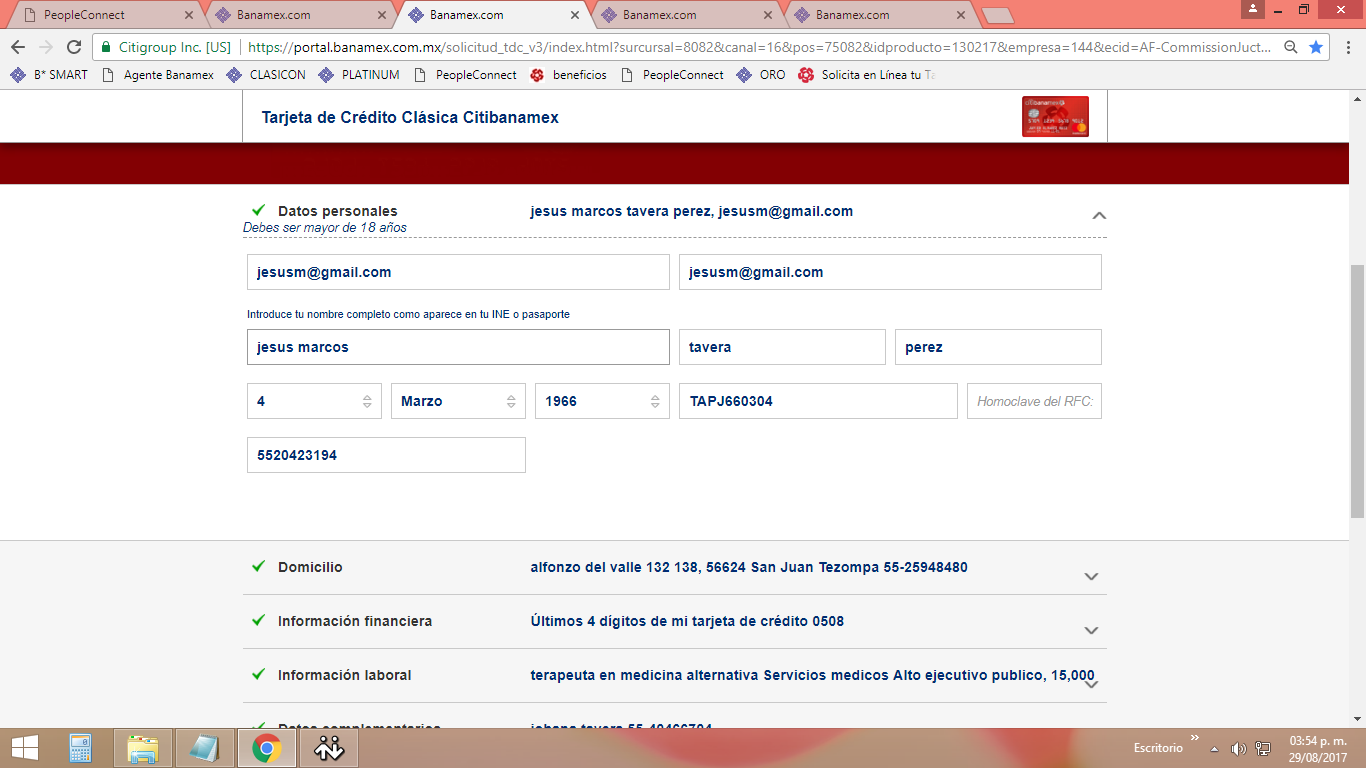 PeopleConnect
Banamex.com
Banamex.com
Banamex.com
Banamex.com
Citigroup Inc. [US] https://portal.banamex.com.mx/solicitud_tdc_v3/index.html?surcursal=8082&canal=16&pos=75082&idproducto=130217&empresa=144&ecid=AF-CommissionJuct...
B* SMART Agente Banamex CLASICON PLATINUM PeopleConnect beneficios PeopleConnect ORO Solicita en Línea tu Ta
Tarjeta de Crédito Clásica Citibanamex
Datos personales jesus marcos tavera perez, jesusm@gmail.com
Debes ser mayor de 18 años
jesusm@gmail.com jesusm@gmail.com
Introduce tu nombre completo como aparece en tu INE o pasaporte
jesus marcos tavera perez
4 Marzo 1966 TAPJ660304 Homoclave del RFC:
5520423194
Domicilio alfonzo del valle 132 138, 56624 San Juan Tezompa 55-25948480
Información financiera Últimos 4 dígitos de mi tarjeta de crédito 0508
Información laboral terapeuta en medicina alternativa Servicios medicos Alto ejecutivo publico, 15,000
Escritorio
03:54 p. m.
29/08/2017